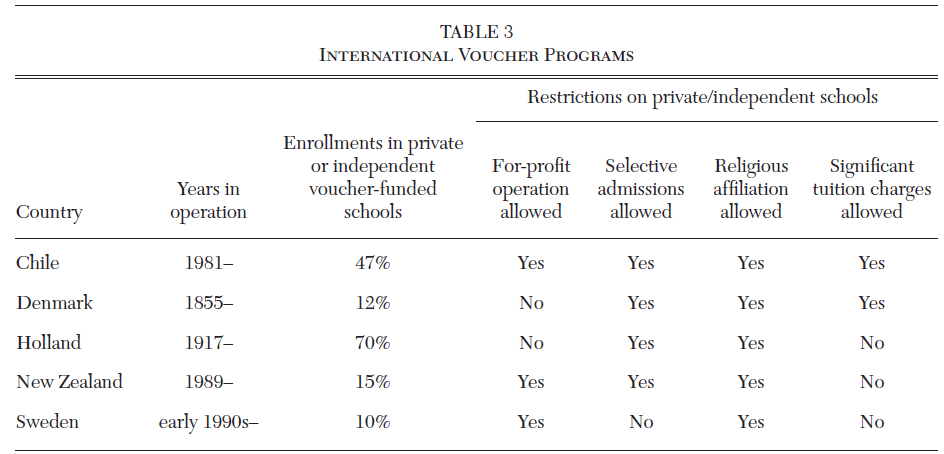 TABLE 3
International Voucher Programs
Restrictions on private/independent schools
Country
Years in
operation
Enrollments in private
or independent
voucher-funded
schools
For-profit
operation
allowed
Selective
admissions
allowed
Religious
affiliation
allowed
Significant
tuition charges
allowed
Chile 1981– 47% Yes Yes Yes Yes
Denmark 1855– 12% No Yes Yes Yes
Holland 1917– 70% No Yes Yes No
New Zealand 1989– 15% Yes Yes Yes No
Sweden early 1990s– 10% Yes No Yes No